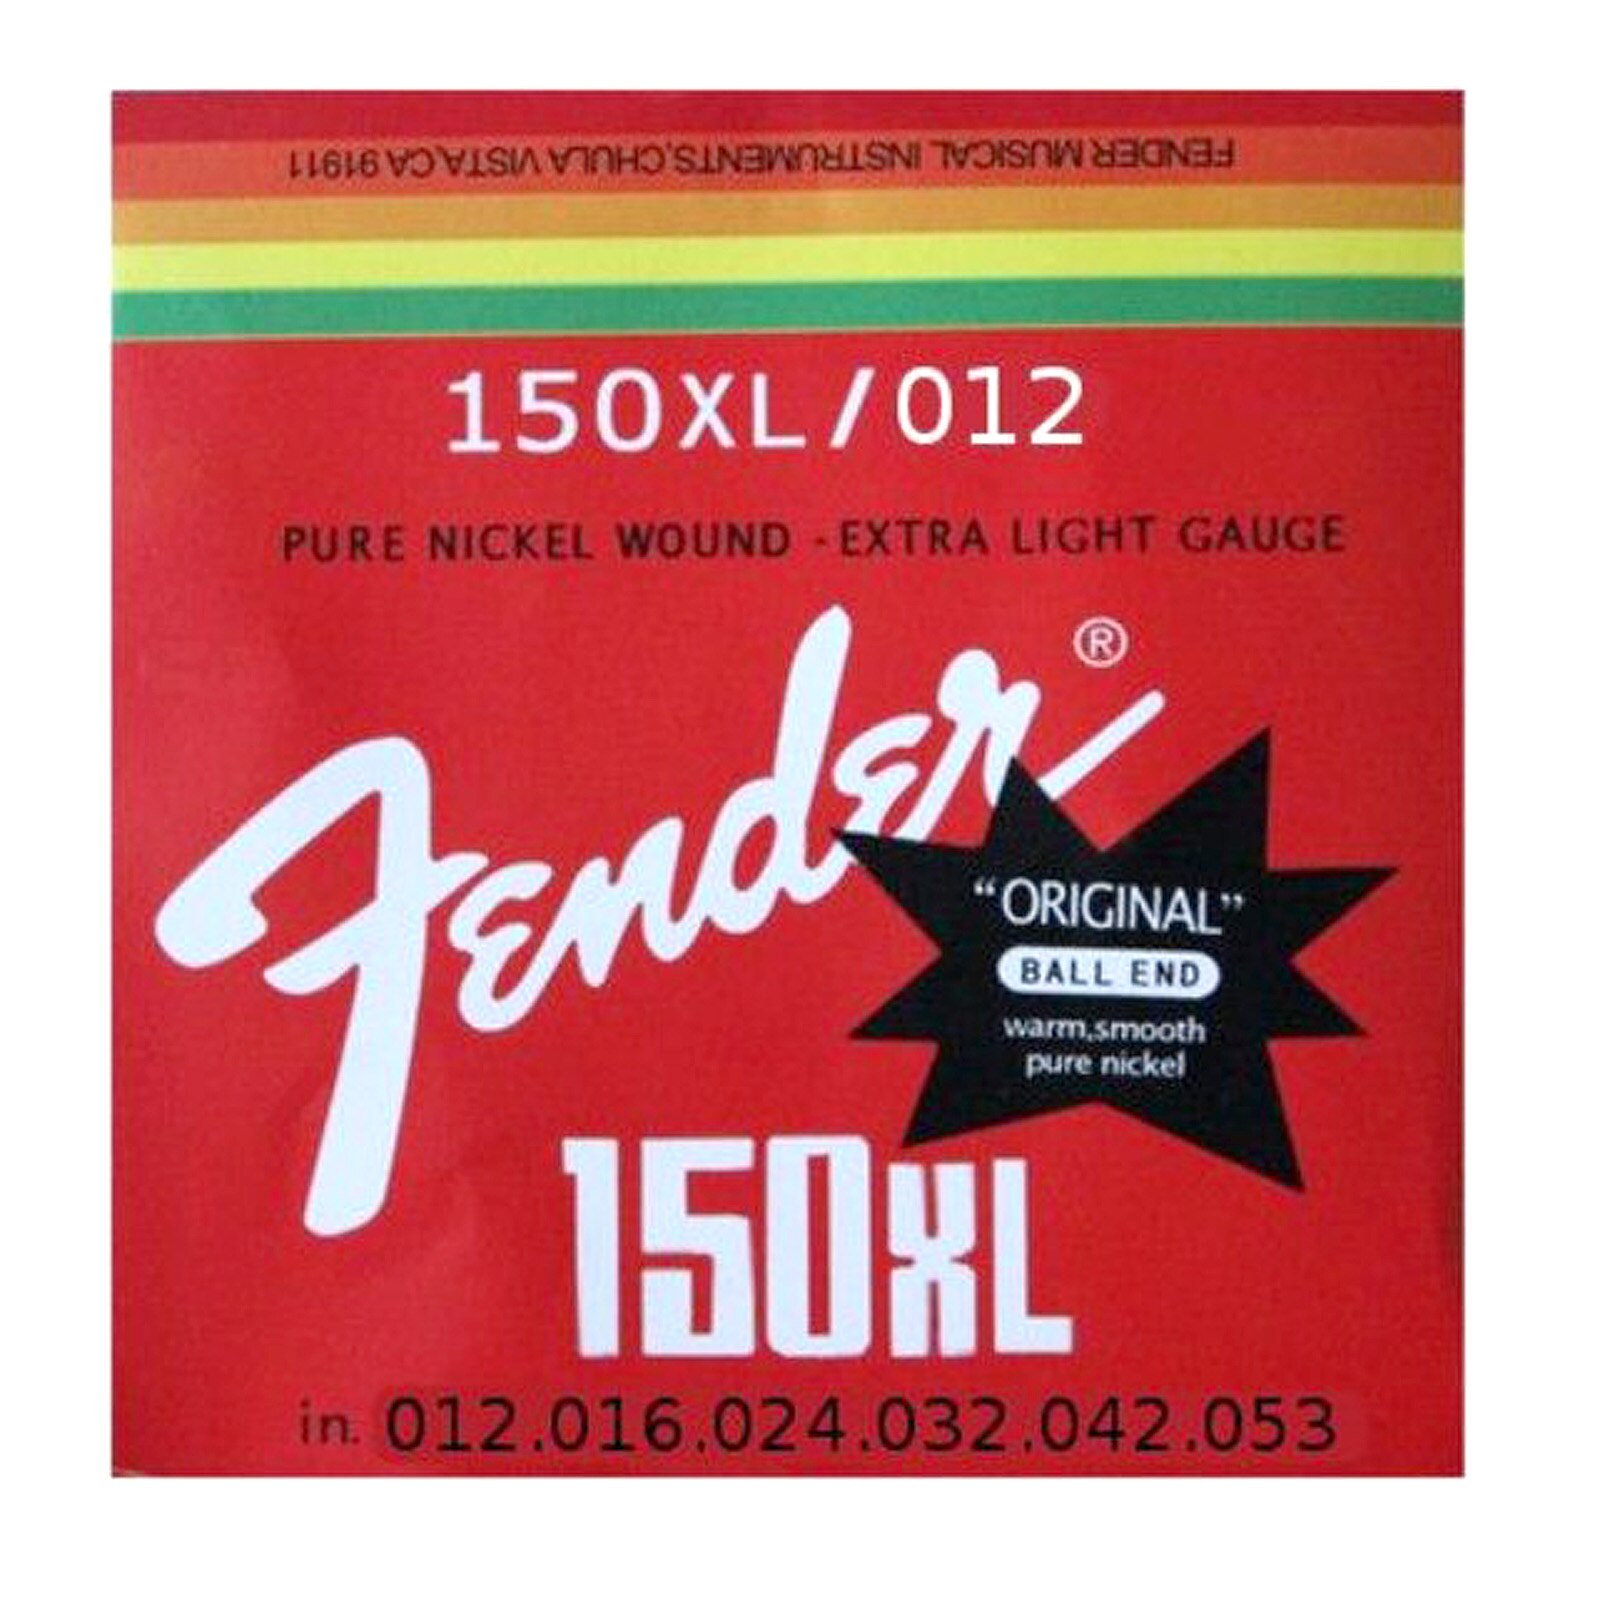 FENDER MUSICAL INSTRUMENTS,CHULA VISTA,CA 91911
150XL/012
PURE NICKEL WOUND - EXTRA LIGHT GAUGE
Fender®
"ORIGINAL"
BALL END
warm,smooth
pure nickel
150XL
in. 012.016.024.032.042.053